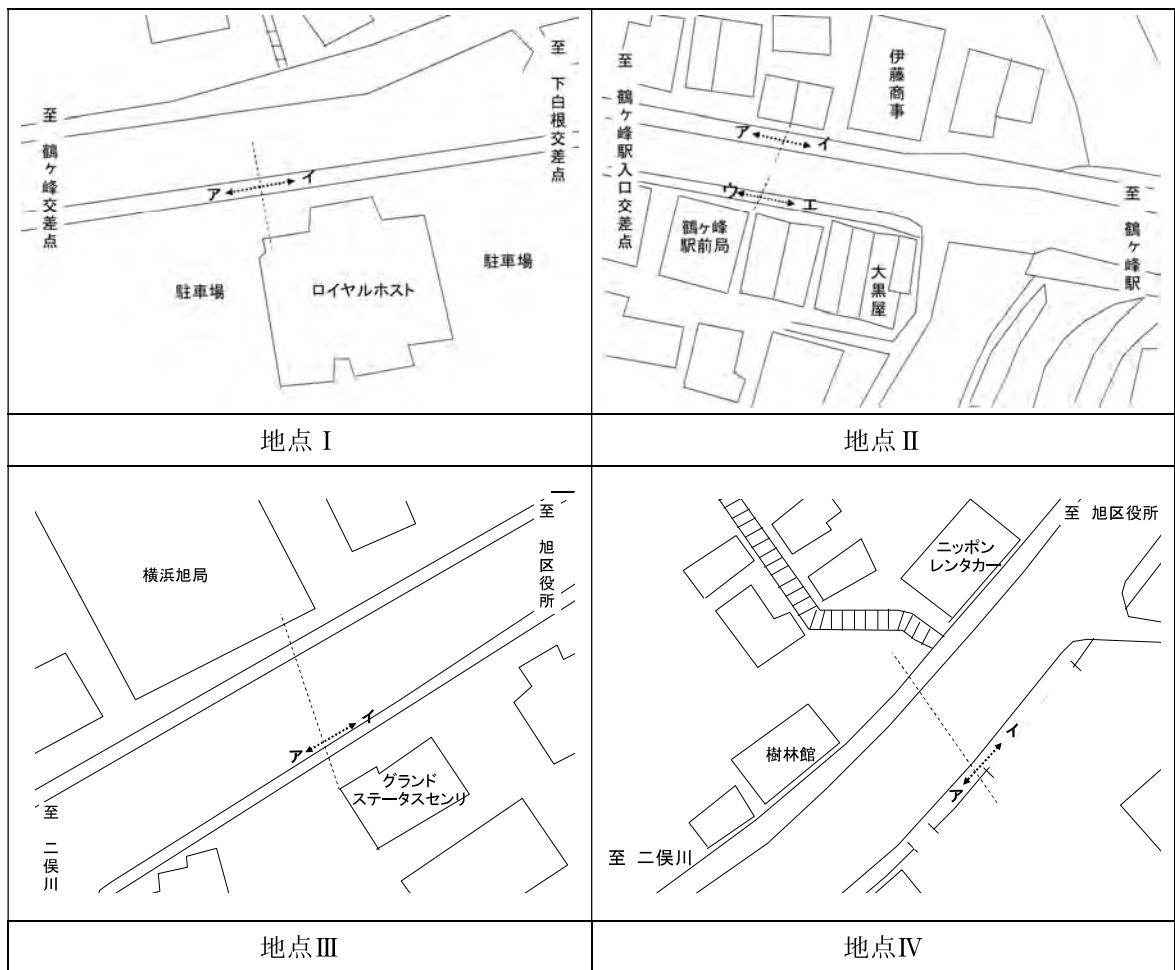 至 鶴ヶ峰交差点
至 下白根交差点
ア
イ
駐車場
ロイヤルホスト
駐車場
地点Ⅰ
至 鶴ヶ峰駅入口交差点
伊藤商事
ア
イ
ウ
エ
至 鶴ヶ峰駅
鶴ヶ峰
駅前局
大黒屋
地点Ⅱ
横浜旭局
至 旭区役所
ア
イ
グランド
ステータスセンリ
至 二俣川
地点Ⅲ
至 旭区役所
ニッポン
レンタカー
樹林館
イ
ア
至 二俣川
地点Ⅳ